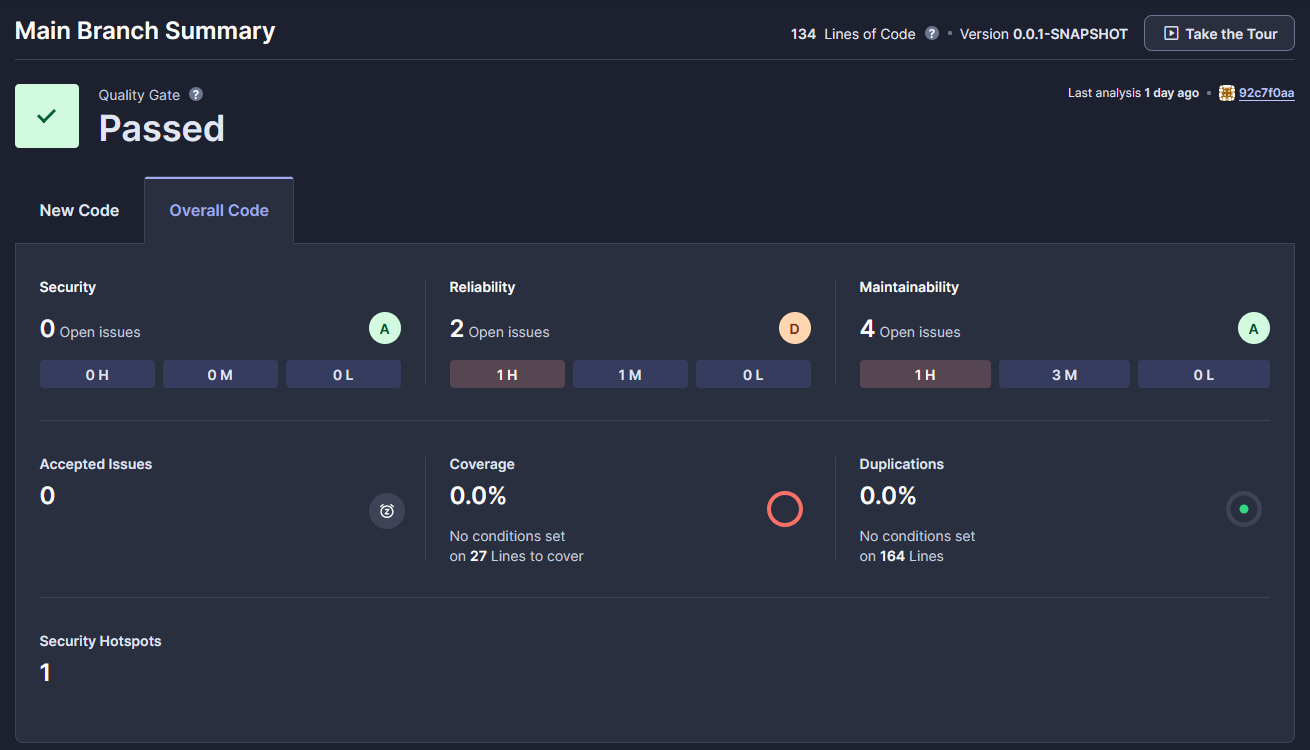 Main Branch Summary
134 Lines of Code ? • Version 0.0.1-SNAPSHOT Take the Tour
Quality Gate ?
Passed
Last analysis 1 day ago • 92c7f0aa
New Code Overall Code
Security
0 Open issues A
0 H 0 M 0 L
Reliability
2 Open issues D
1 H 1 M 0 L
Maintainability
4 Open issues A
1 H 3 M 0 L
Accepted Issues
0
Coverage
0.0%
No conditions set
on 27 Lines to cover
Duplications
0.0%
No conditions set
on 164 Lines
Security Hotspots
1